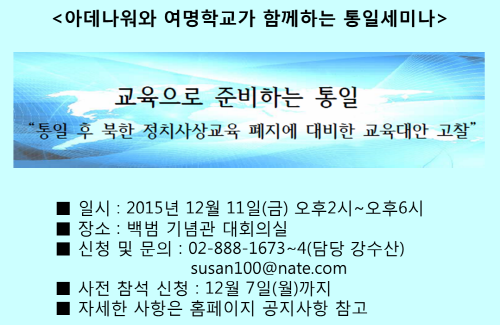 <아데나워와 여명학교가 함께하는 통일세미나>
교육으로 준비하는 통일
“통일 후 북한 정치사상교육 폐지에 대비한 교육대안 고찰”
■ 일시 : 2015년 12월 11일(금) 오후2시~오후6시
■ 장소 : 백범 기념관 대회의실
■ 신청 및 문의 : 02-888-1673~4(담당 강수산)
susan100@nate.com
■ 사전 참석 신청 : 12월 7일(월)까지
■ 자세한 사항은 홈페이지 공지사항 참고